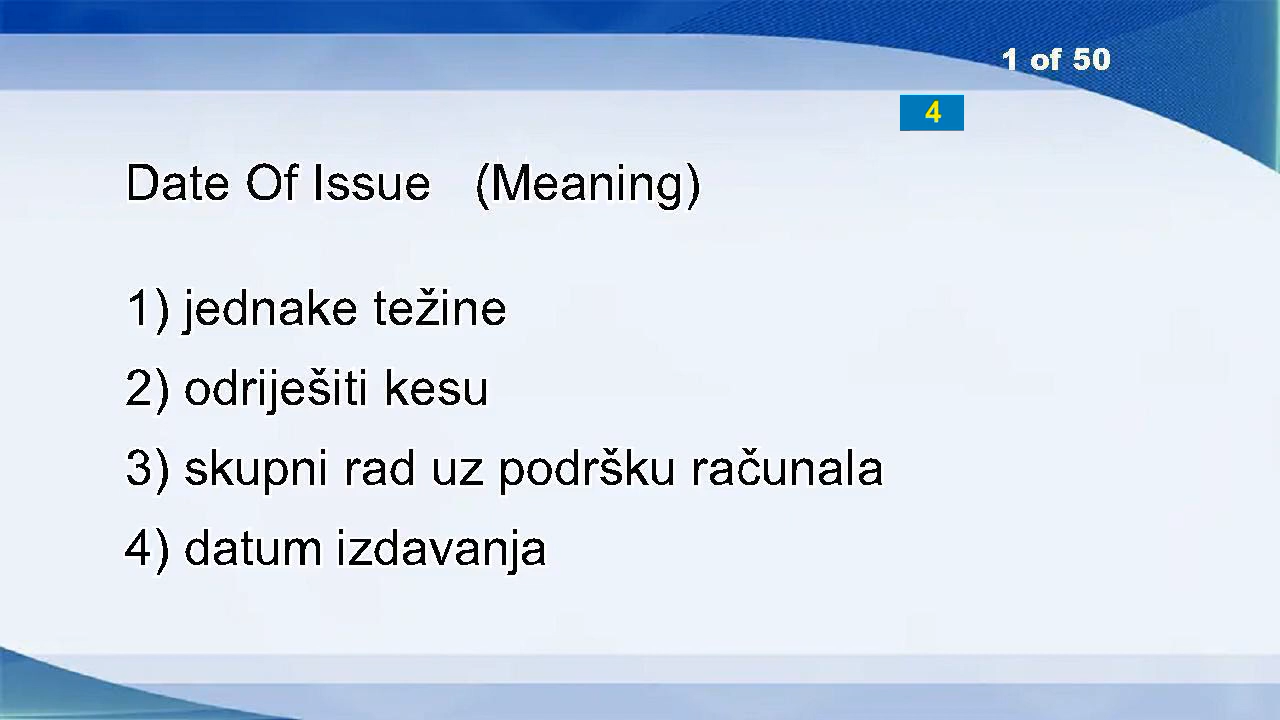 1 of 50
4
Date Of Issue (Meaning)
1) jednake težine
2) odriješiti kesu
3) skupni rad uz podršku računala
4) datum izdavanja